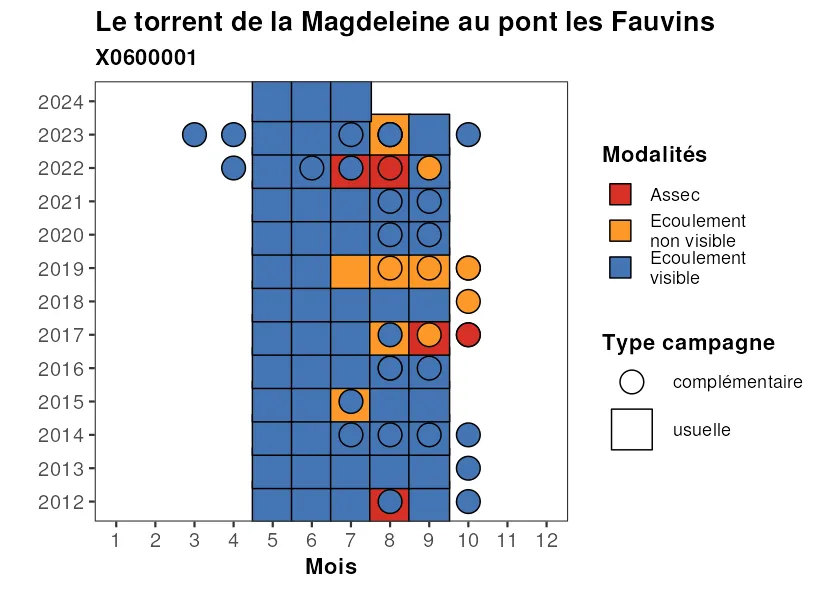 Le torrent de la Magdeleine au pont les Fauvins
X0600001
2024
2023
2022
2021
2020
2019
2018
2017
2016
2015
2014
2013
2012
1 2 3 4 5 6 7 8 9 10 11 12
Mois
Modalités
Assec
Ecoulement
non visible
Ecoulement
visible
Type campagne
complémentaire
usuelle